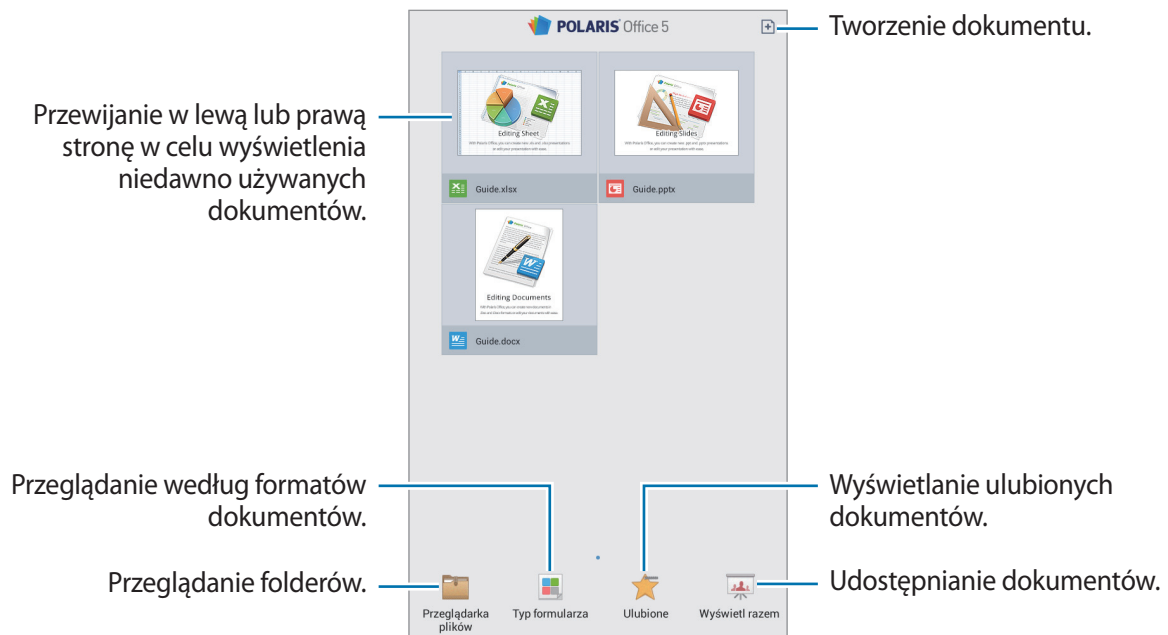 POLARIS Office 5
Tworzenie dokumentu.
Przewijanie w lewą lub prawą
stronę w celu wyświetlenia
niedawno używanych
dokumentów.
Editing Sheet
Editing Slides
Guide.xlsx
Guide.pptx
Editing Documents
Guide.docx
Przeglądanie według formatów
dokumentów.
Wyświetlanie ulubionych
dokumentów.
Przeglądanie folderów.
Udostępnianie dokumentów.
Przeglądarka
plików
Typ formularza
Ulubione
Wyświetl razem